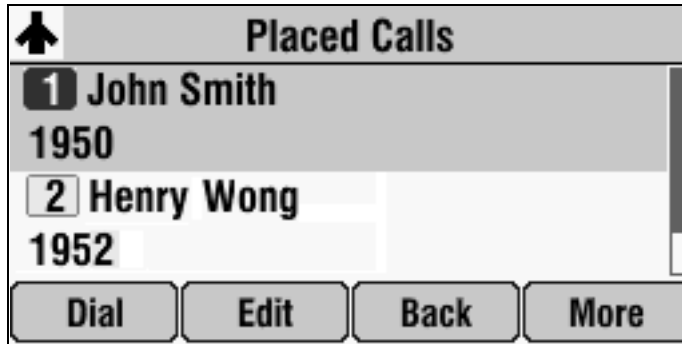 Placed Calls
1 John Smith
1950
2 Henry Wong
1952
Dial Edit Back More